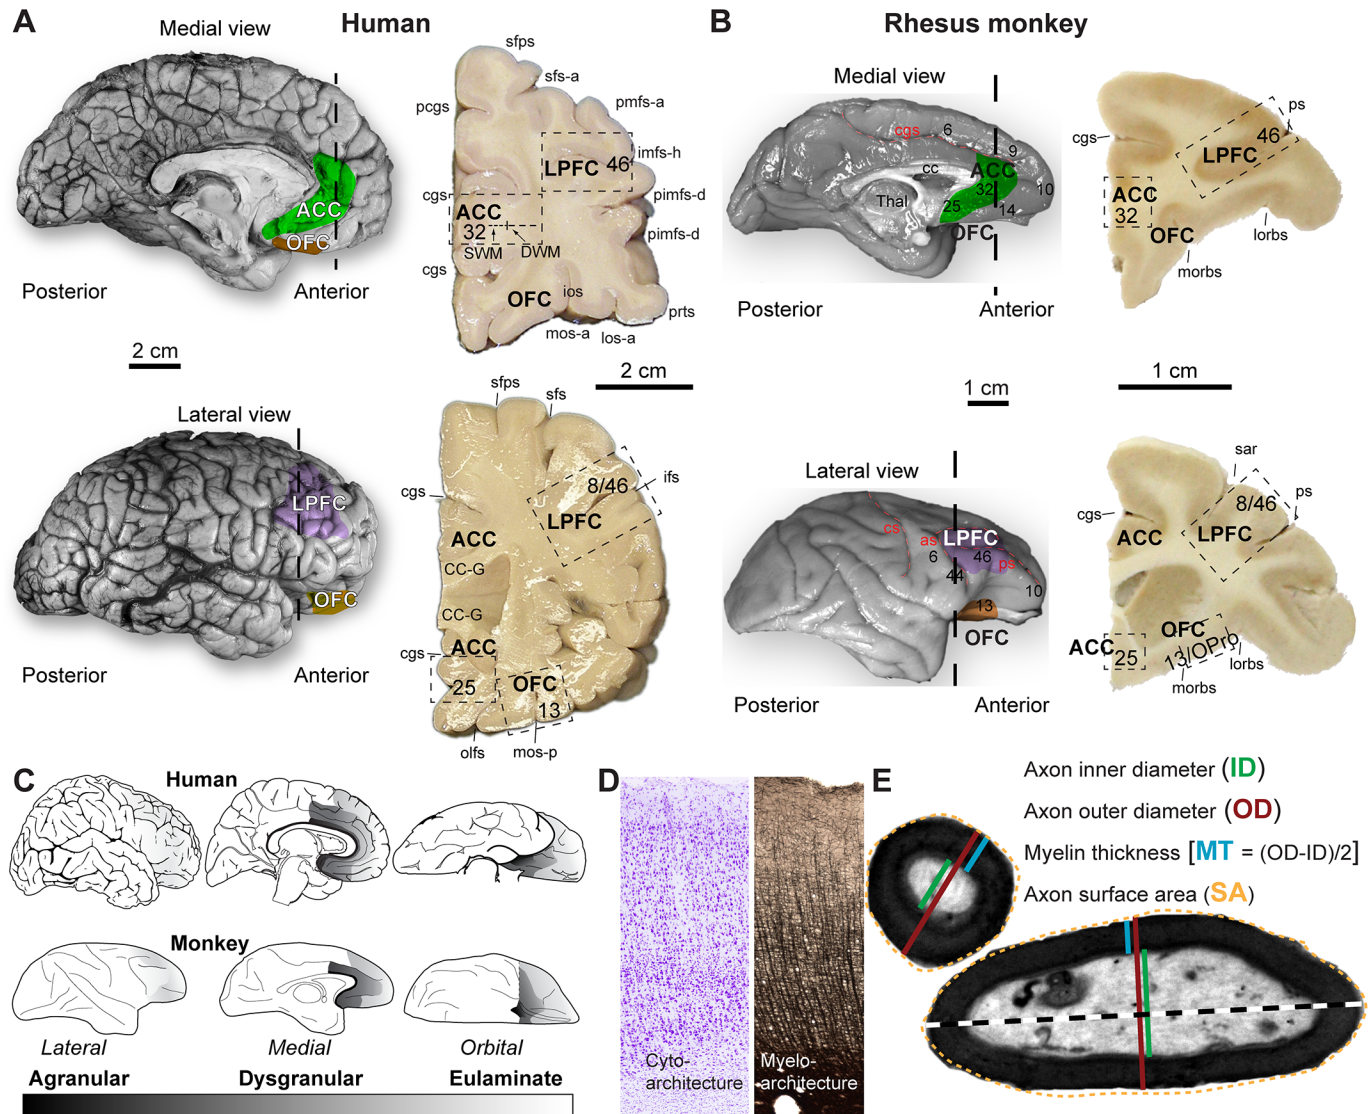 A
Human
Medial view
ACC
OFC
Posterior
Anterior
2 cm
sfps
sfs-a
pcgs
pmfs-a
imfs-h
LPFC 46
pimfs-d
cgs
ACC
32
SWM
DWM
pimfs-d
cgs
OFC
ios
prts
mos-a
los-a
2 cm
Lateral view
LPFC
OFC
Posterior
Anterior
sfps
sfs
8/46
ifs
cgs
LPFC
ACC
CC-G
CC-G
cgs
ACC
25
OFC
13
olfs
mos-p
B
Rhesus monkey
Medial view
cgs
6
9
cc
ACC
32
10
Thal
25
14
OFC
Posterior
Anterior
1 cm
ps
46
cgs
LPFC
ACC
32
OFC
lorbs
morbs
1 cm
Lateral view
cs
as
LPFC
6
46
ps
44
10
13
OFC
Posterior
Anterior
sar
8/46
ps
cgs
ACC
LPFC
OFC
ACC
25
13/OPro
lorbs
morbs
C
Human
Monkey
Lateral
Medial
Orbital
Agranular
Dysgranular
Eulaminate
D
Cyto-
architecture
Myelo-
architecture
E
Axon inner diameter (ID)
Axon outer diameter (OD)
Myelin thickness [MT = (OD-ID)/2]
Axon surface area (SA)